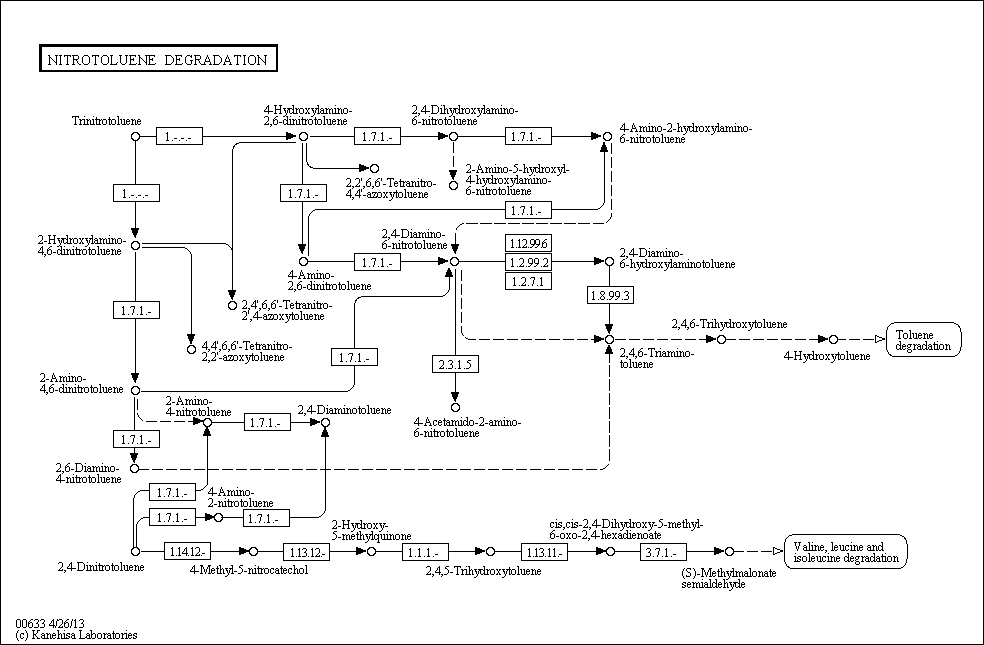 NITROTOLUENE DEGRADATION
Trinitrotoluene
4-Hydroxylamino-
2,6-dinitrotoluene
2,4-Dihydroxylamino-
6-nitrotoluene
4-Amino-2-hydroxylamino-
6-nitrotoluene
1.-.-.-
1.7.1.-
1.7.1.-
2-Amino-5-hydroxyl-
4-hydroxylamino-
6-nitrotoluene
2,2',6,6'-Tetranitro-
4,4'-azoxytoluene
1.-.-.-
1.7.1.-
1.7.1.-
2-Hydroxylamino-
4,6-dinitrotoluene
2,4-Diamino-
6-nitrotoluene
1.12.99.6
1.7.1.-
1.2.99.2
1.2.7.1
2,4-Diamino-
6-hydroxylaminotoluene
4-Amino-
2,6-dinitrotoluene
1.8.99.3
2,4',6,6'-Tetranitro-
2',4-azoxytoluene
1.7.1.-
2,4,6-Trihydroxytoluene
4,4',6,6'-Tetranitro-
2,2'-azoxytoluene
1.7.1.-
2.3.1.5
2,4,6-Triamino-
toluene
4-Hydroxytoluene
Toluene
degradation
2-Amino-
4,6-dinitrotoluene
2-Amino-
4-nitrotoluene
2,4-Diaminotoluene
1.7.1.-
4-Acetamido-2-amino-
6-nitrotoluene
1.7.1.-
2,6-Diamino-
4-nitrotoluene
1.7.1.-
4-Amino-
2-nitrotoluene
1.7.1.-
1.7.1.-
2-Hydroxy-
5-methylquinone
cis,cis-2,4-Dihydroxy-5-methyl-
6-oxo-2,4-hexadienoate
1.14.12.-
1.13.12.-
1.1.1.-
1.13.11.-
3.7.1.-
Valine, leucine and
isoleucine degradation
2,4-Dinitrotoluene
4-Methyl-5-nitrocatechol
2,4,5-Trihydroxytoluene
(S)-Methylmalonate
semialdehyde
00633 4/26/13
(c) Kanehisa Laboratories